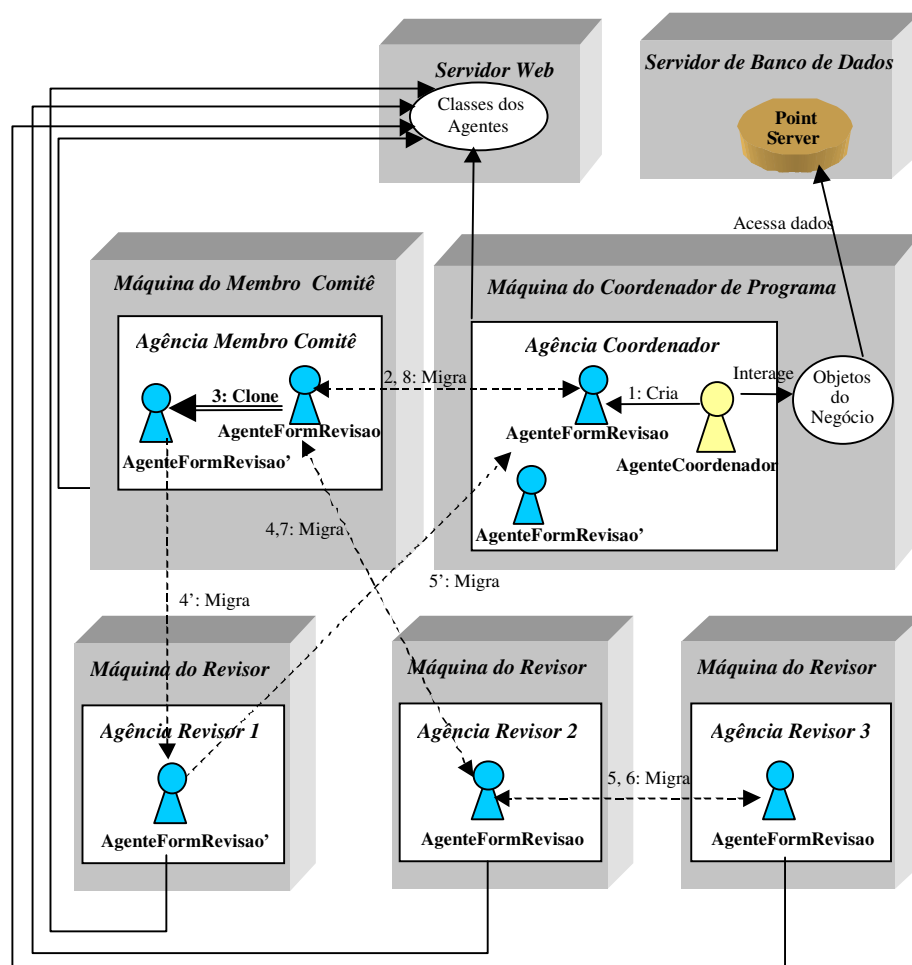 Servidor Web
Classes dos
Agentes
Servidor de Banco de Dados
Point
Server
Acessa dados
Máquina do Membro Comitê
Agência Membro Comitê
3: Clone
AgenteFormRevisao
AgenteFormRevisao’
2, 8: Migra
Máquina do Coordenador de Programa
Agência Coordenador
1: Cria
Interage
Objetos
do
Negócio
AgenteFormRevisao
AgenteCoordenador
AgenteFormRevisao’
4,7: Migra
5’: Migra
4’: Migra
Máquina do Revisor
Agência Revisor 1
AgenteFormRevisao’
Máquina do Revisor
Agência Revisor 2
AgenteFormRevisao
5, 6: Migra
Máquina do Revisor
Agência Revisor 3
AgenteFormRevisao